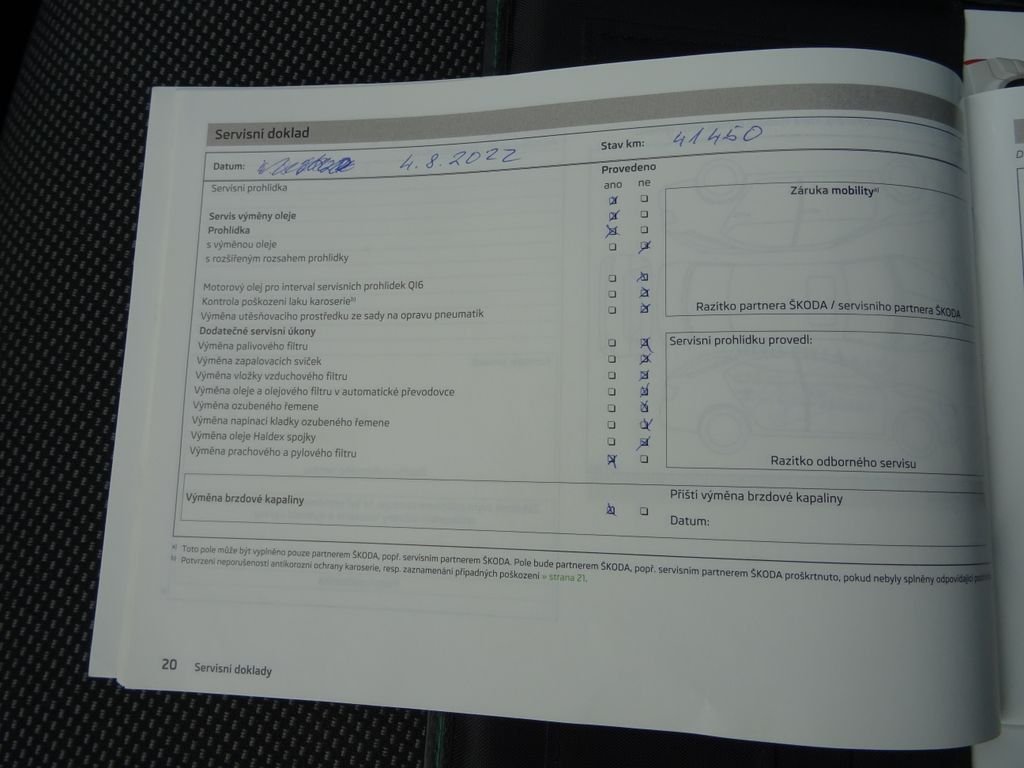 Servisní doklad
Datum: 4.8.2022
Stav km: 41450
Servisní prohlídka
Provedeno
ano ne
Záruka mobility a)
Servis výměny oleje
Prohlídka
s výměnou oleje
s rozšířeným rozsahem prohlídky
Motorový olej pro interval servisních prohlídek QI6
Kontrola poškození laku karoserie b)
Razítko partnera ŠKODA / servisního partnera ŠKODA
Výměna utěsňovacího prostředku ze sady na opravu pneumatik
Dodatečné servisní úkony
Servisní prohlídku provedl:
Výměna palivového filtru
Výměna zapalovacích svíček
Výměna vložky vzduchového filtru
Výměna oleje a olejového filtru v automatické převodovce
Výměna ozubeného řemene
Výměna napínací kladky ozubeného řemene
Výměna oleje Haldex spojky
Výměna prachového a pylového filtru
Razítko odborného servisu
Výměna brzdové kapaliny
Příští výměna brzdové kapaliny
Datum:
a) Toto pole může být vyplněno pouze partnerem ŠKODA, popř. servisním partnerem ŠKODA. Pole bude partnerem ŠKODA, popř. servisním partnerem ŠKODA proškrtnuto, pokud nebyly splněny odpovídající
b) Potvrzení neporušenosti antikorozní ochrany karoserie, resp. zaznamenání případných poškození » strana 21.
20 Servisní doklady